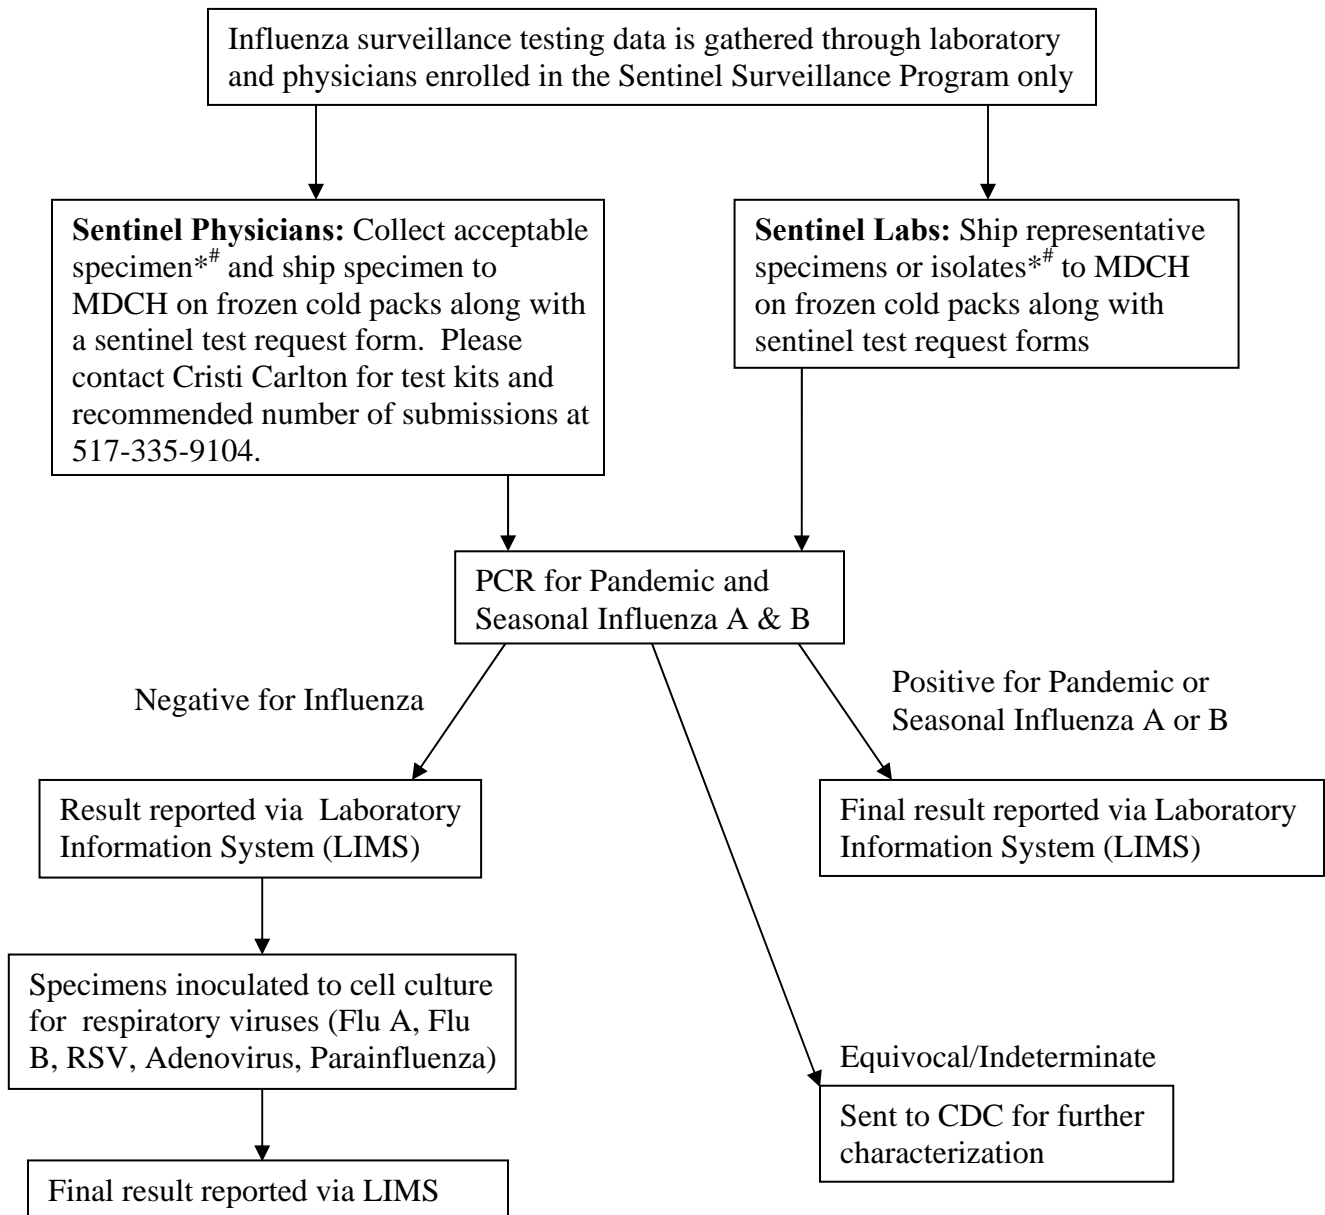 Influenza surveillance testing data is gathered through laboratory
and physicians enrolled in the Sentinel Surveillance Program only
Sentinel Physicians: Collect acceptable
specimen*# and ship specimen to
MDCH on frozen cold packs along with
a sentinel test request form.  Please
contact Cristi Carlton for test kits and
recommended number of submissions at
517-335-9104.
Sentinel Labs: Ship representative
specimens or isolates*# to MDCH
on frozen cold packs along with
sentinel test request forms
PCR for Pandemic and
Seasonal Influenza A & B
Negative for Influenza
Positive for Pandemic or
Seasonal Influenza A or B
Result reported via  Laboratory
Information System (LIMS)
Final result reported via Laboratory
Information System (LIMS)
Specimens inoculated to cell culture
for  respiratory viruses (Flu A, Flu
B, RSV, Adenovirus, Parainfluenza)
Equivocal/Indeterminate
Sent to CDC for further
characterization
Final result reported via LIMS